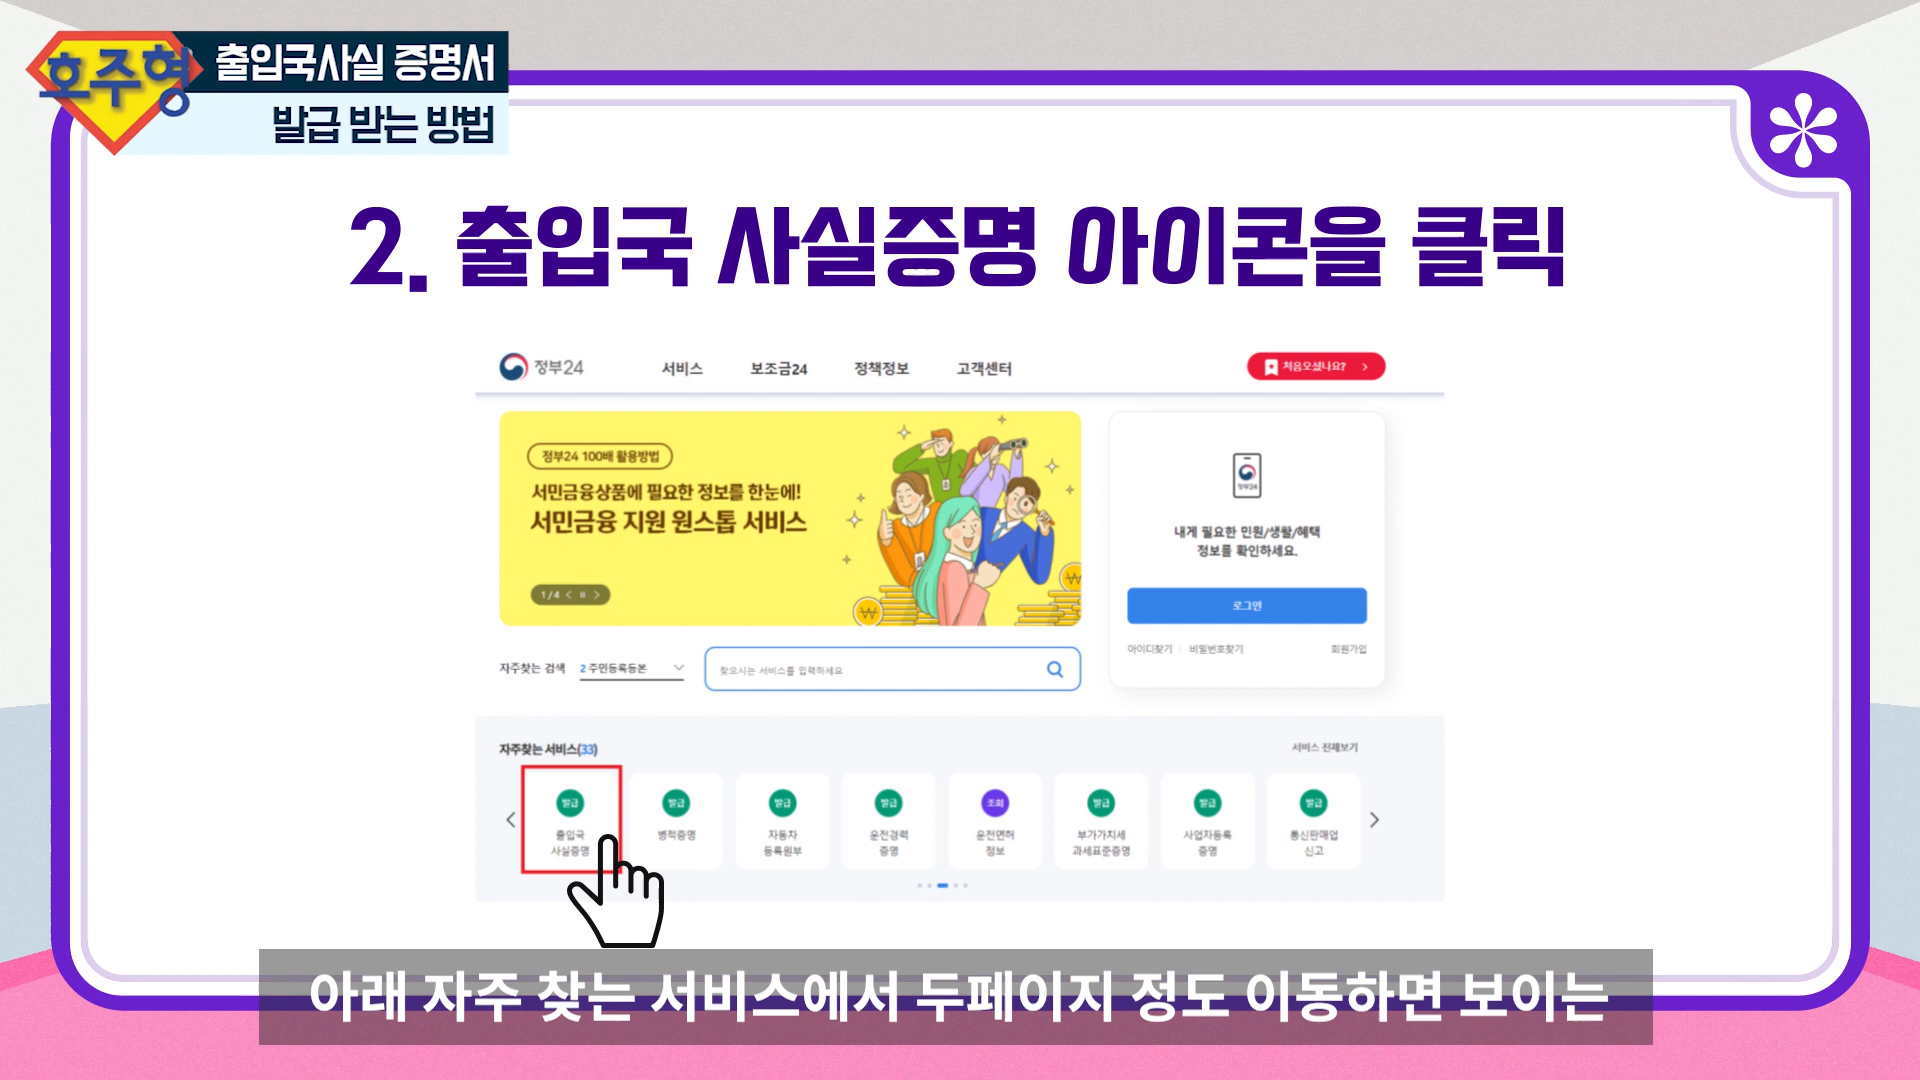 호주형
출입국사실 증명서
발급 받는 방법
2. 출입국 사실증명 아이콘을 클릭
정부24
서비스
보조금24
정책정보
고객센터
처음오셨나요?
정부24 100배 활용방법
서민금융상품에 필요한 정보를 한눈에!
서민금융 지원 원스톱 서비스
1/4
정부24
내게 필요한 민원/생활/혜택
정보를 확인하세요.
로그인
아이디찾기
비밀번호찾기
회원가입
자주찾는 검색
2 주민등록등본
찾으시는 서비스를 입력하세요
자주찾는 서비스(33)
서비스 전체보기
발급
출입국
사실증명
발급
병적증명
발급
자동차
등록원부
발급
운전경력
증명
조회
운전면허
정보
발급
부가가치세
과세표준증명
발급
사업자등록
증명
발급
통신판매업
신고
아래 자주 찾는 서비스에서 두페이지 정도 이동하면 보이는